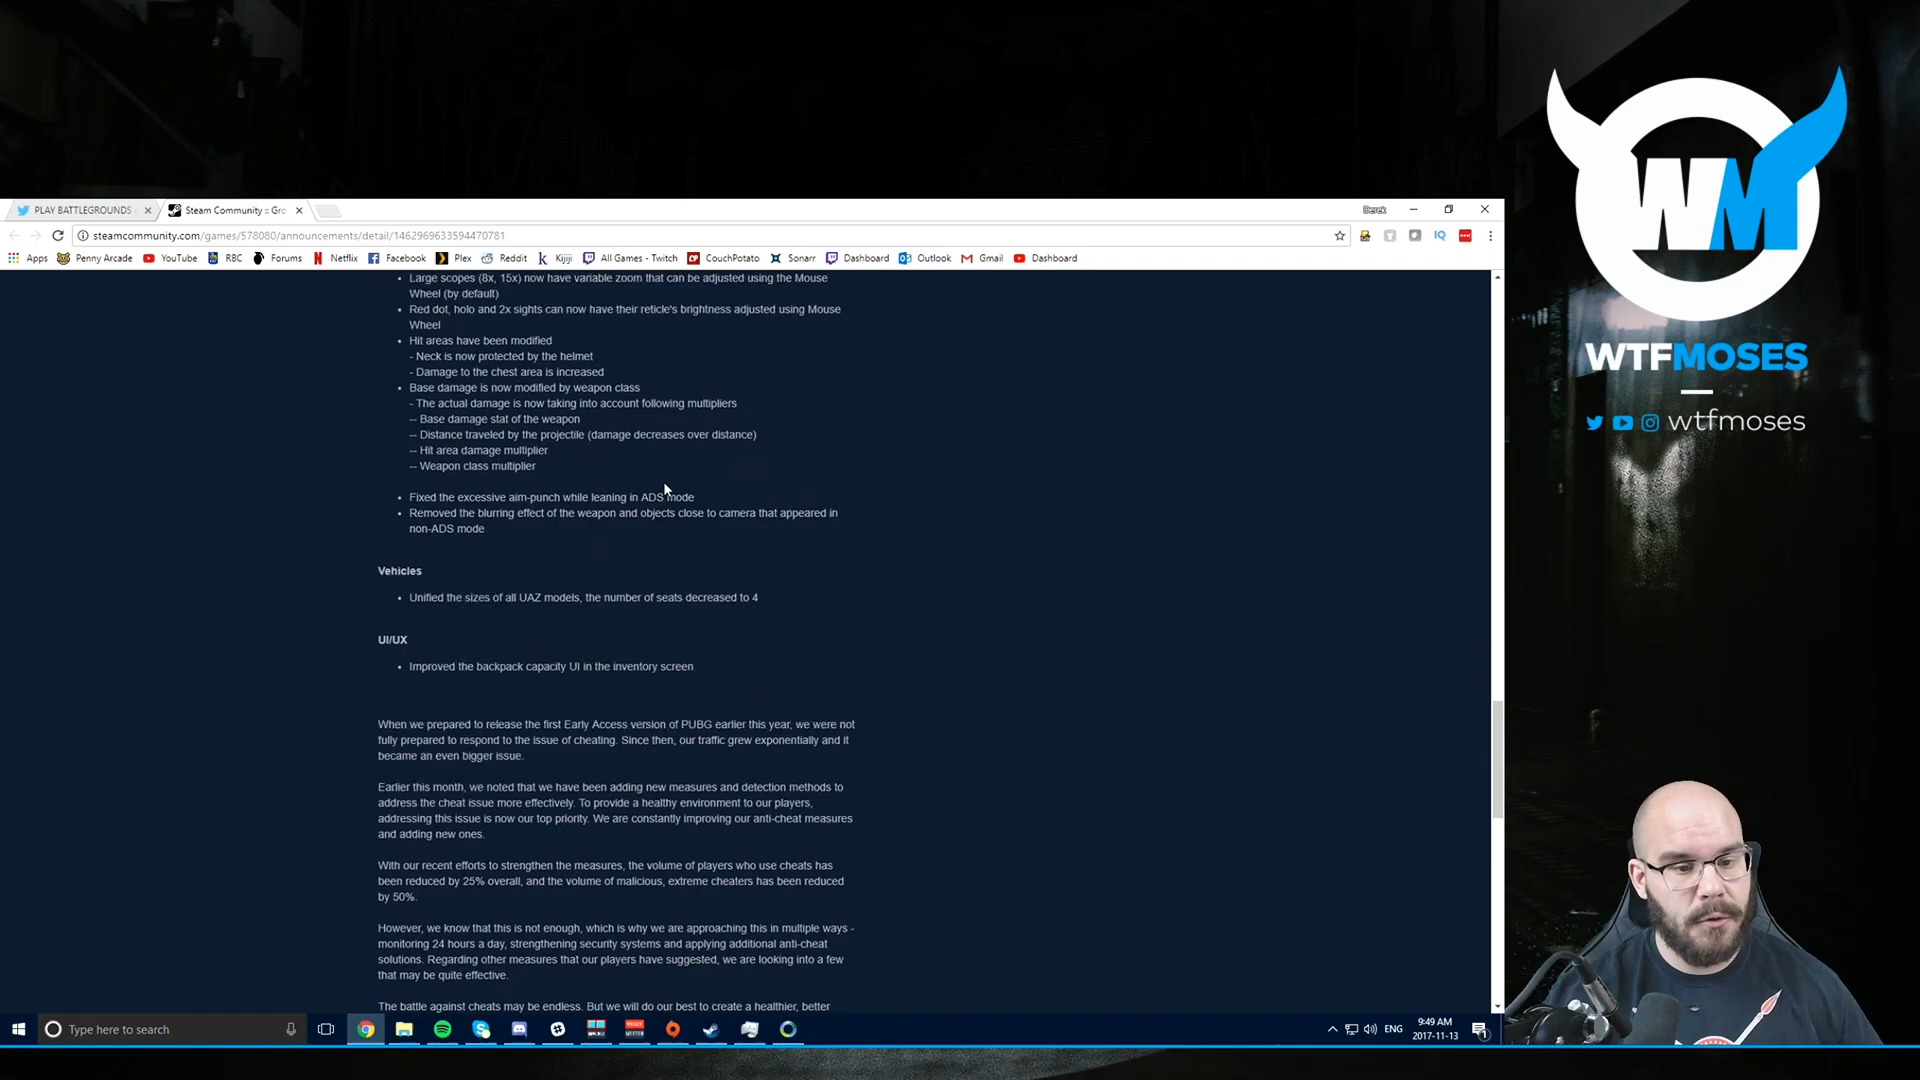 PLAY BATTLEGROUNDS
Steam Community :: Gro
Derek
steamcommunity.com/games/578080/announcements/detail/1462969633594470781
IQ
Apps
Penny Arcade
YouTube
RBC
Forums
Netflix
Facebook
Plex
Reddit
Kijiji
All Games - Twitch
CouchPotato
Sonarr
Dashboard
Outlook
Gmail
Dashboard
• Large scopes (8x, 15x) now have variable zoom that can be adjusted using the Mouse
Wheel (by default)
• Red dot, holo and 2x sights can now have their reticle's brightness adjusted using Mouse
Wheel
• Hit areas have been modified
- Neck is now protected by the helmet
- Damage to the chest area is increased
• Base damage is now modified by weapon class
- The actual damage is now taking into account following multipliers
-- Base damage stat of the weapon
-- Distance traveled by the projectile (damage decreases over distance)
-- Hit area damage multiplier
-- Weapon class multiplier
• Fixed the excessive aim-punch while leaning in ADS mode
• Removed the blurring effect of the weapon and objects close to camera that appeared in
non-ADS mode
Vehicles
• Unified the sizes of all UAZ models, the number of seats decreased to 4
UI/UX
• Improved the backpack capacity UI in the inventory screen
When we prepared to release the first Early Access version of PUBG earlier this year, we were not
fully prepared to respond to the issue of cheating. Since then, our traffic grew exponentially and it
became an even bigger issue.
Earlier this month, we noted that we have been adding new measures and detection methods to
address the cheat issue more effectively. To provide a healthy environment to our players,
addressing this issue is now our top priority. We are constantly improving our anti-cheat measures
and adding new ones.
With our recent efforts to strengthen the measures, the volume of players who use cheats has
been reduced by 25% overall, and the volume of malicious, extreme cheaters has been reduced
by 50%.
However, we know that this is not enough, which is why we are approaching this in multiple ways -
monitoring 24 hours a day, strengthening security systems and applying additional anti-cheat
solutions. Regarding other measures that our players have suggested, we are looking into a few
that may be quite effective.
The battle against cheats may be endless. But we will do our best to create a healthier, better
Type here to search
ENG
9:49 AM
2017-11-13
WM
WTFMOSES
wtfmoses